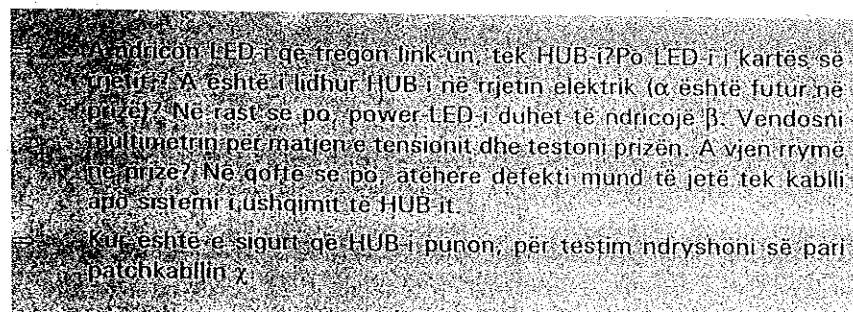 ⇒ A ndriçon LED-i që tregon link-un, tek HUB-i?Po LED-i i kartës së
rrjetit? A është i lidhur HUB-i në rrjetin elektrik (α është futur në
prizë)? Në rast se po, power-LED-i duhet të ndriçojë β. Vendosni
multimetrin për matjen e tensionit dhe testoni prizën. A vjen rrymë
në prizë? Në qoftë se po, atëhere defekti mund të jetë tek kablli
apo sistemi i ushqimit të HUB-it.
⇒ Kur është e sigurt që HUB-i punon, për testim ndryshoni së pari
patchkabllin χ.